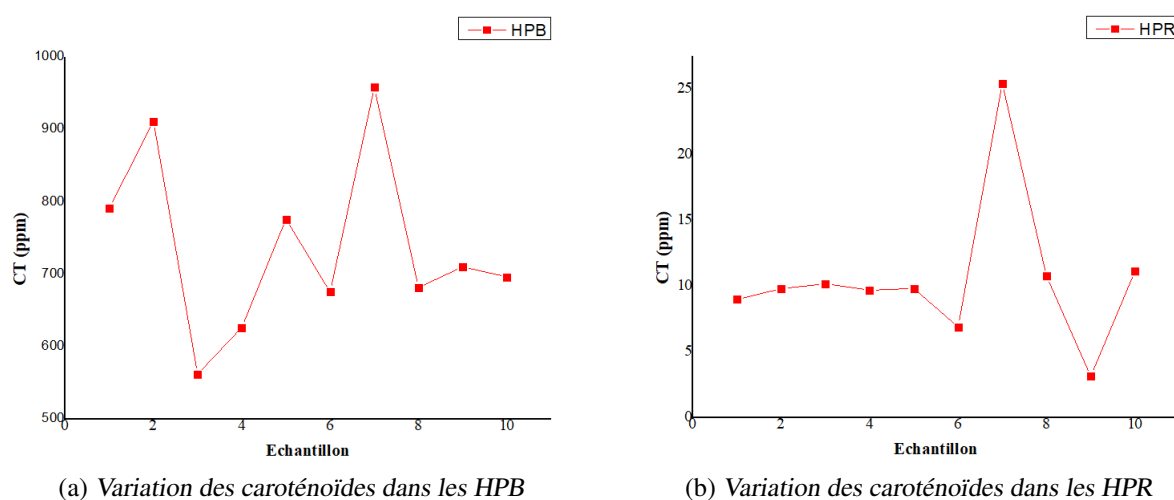 HPB
1000
900
800
700
600
500
CT (ppm)
0 2 4 6 8 10
Echantillon
(a) Variation des caroténoïdes dans les HPB
HPR
25
20
15
10
5
0
CT (ppm)
0 2 4 6 8 10
Echantillon
(b) Variation des caroténoïdes dans les HPR